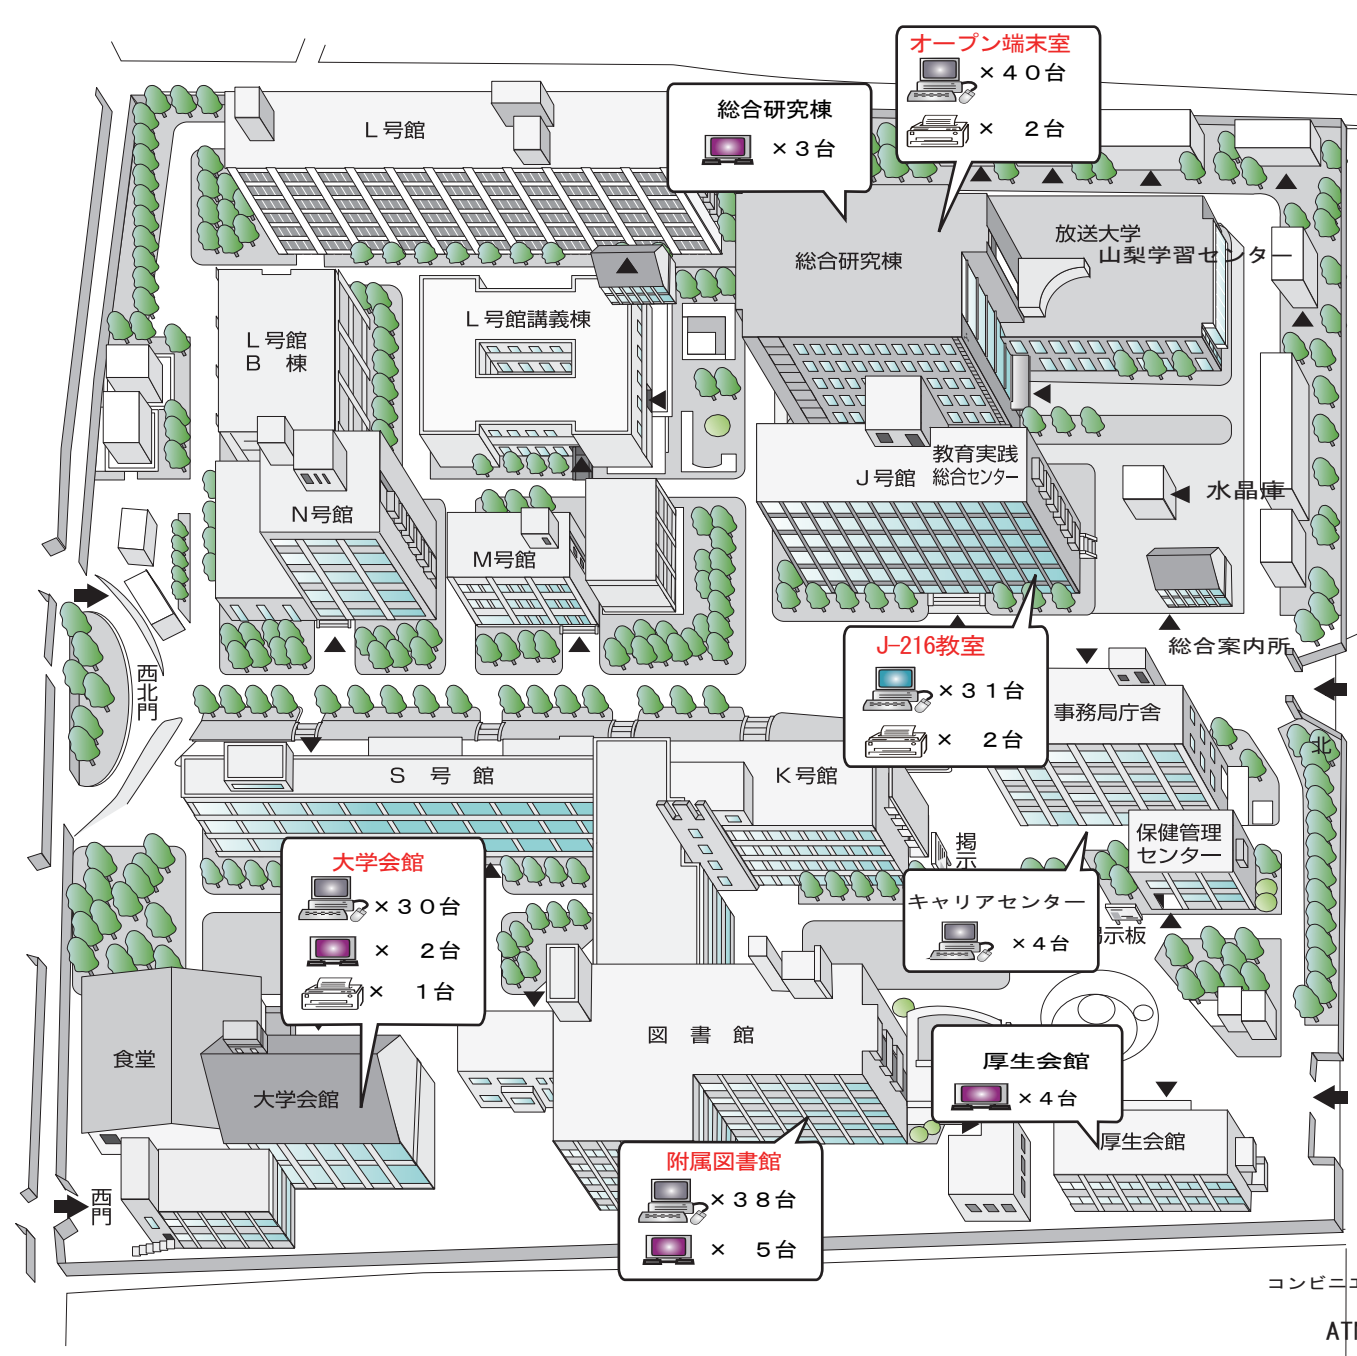 オープン端末室
×40台
× 2台
総合研究棟
×3台
L号館
放送大学
山梨学習センター
総合研究棟
L号館講義棟
L号館
B 棟
教育実践
総合センター
J号館
水晶庫
N号館
M号館
総合案内所
J-216教室
×31台
× 2台
西北門
事務局庁舎
北
S 号 館
K号館
保健管理
センター
掲示
大学会館
×30台
× 2台
× 1台
キャリアセンター
×4台
示板
図 書 館
食堂
大学会館
厚生会館
×4台
厚生会館
附属図書館
×38台
× 5台
西門
コンビニ
AT